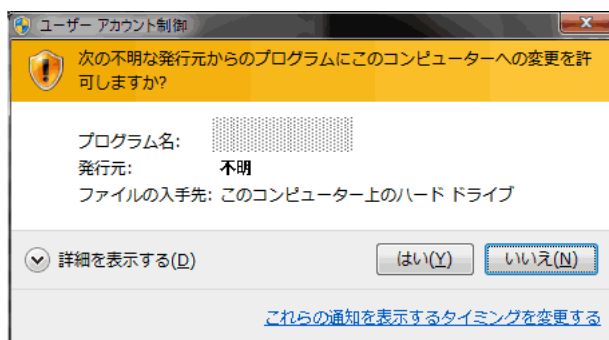 ユーザー アカウント制御
次の不明な発行元からのプログラムにこのコンピューターへの変更を許
可しますか?
プログラム名:
発行元: 不明
ファイルの入手先: このコンピューター上のハード ドライブ
詳細を表示する(D) はい(Y) いいえ(N)
これらの通知を表示するタイミングを変更する